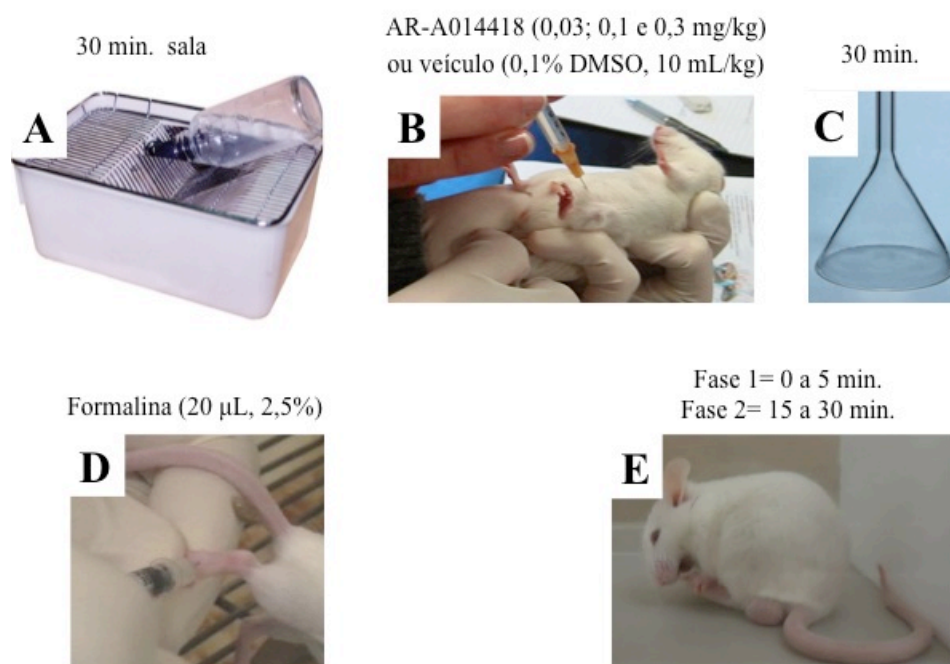 30 min. sala
A
AR-A014418 (0,03; 0,1 e 0,3 mg/kg)
ou veículo (0,1% DMSO, 10 mL/kg)
B
30 min.
C
Formalina (20 µL, 2,5%)
D
Fase 1= 0 a 5 min.
Fase 2= 15 a 30 min.
E